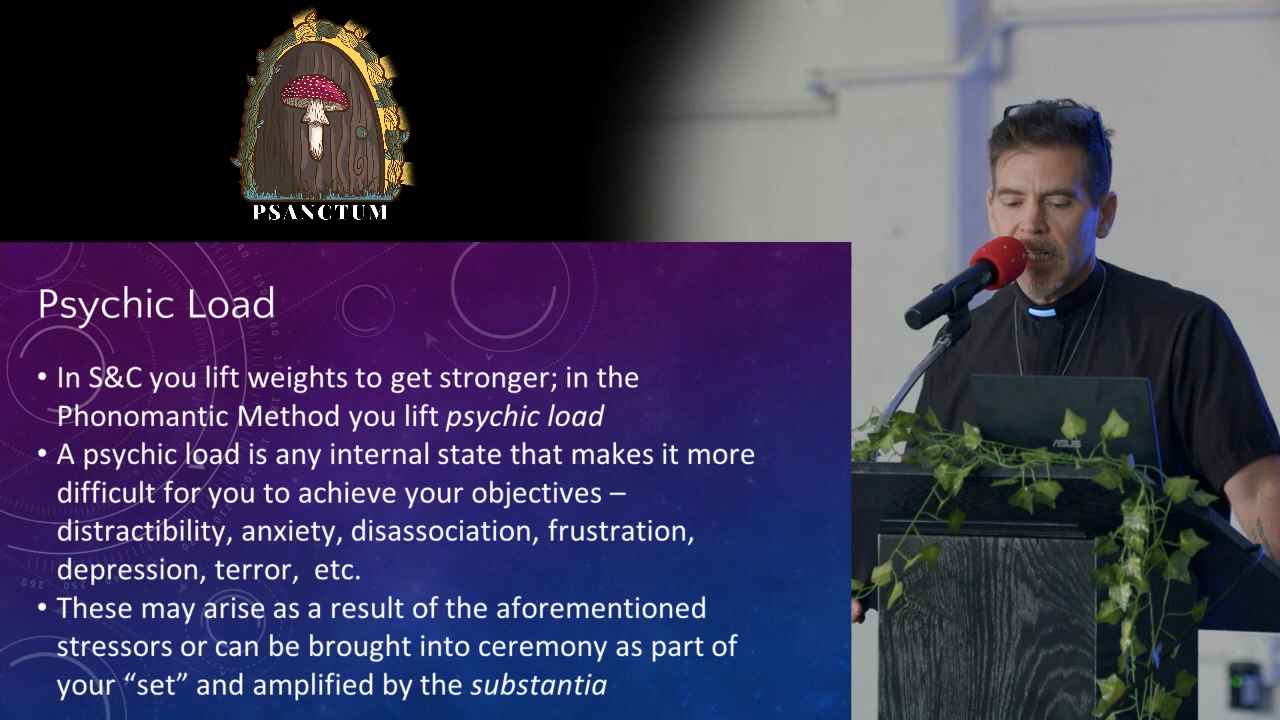 PSANCTUM
Psychic Load
• In S&C you lift weights to get stronger; in the
Phonomantic Method you lift psychic load
• A psychic load is any internal state that makes it more
difficult for you to achieve your objectives –
distractibility, anxiety, disassociation, frustration,
depression, terror,  etc.
• These may arise as a result of the aforementioned
stressors or can be brought into ceremony as part of
your “set” and amplified by the substantia
ASUS